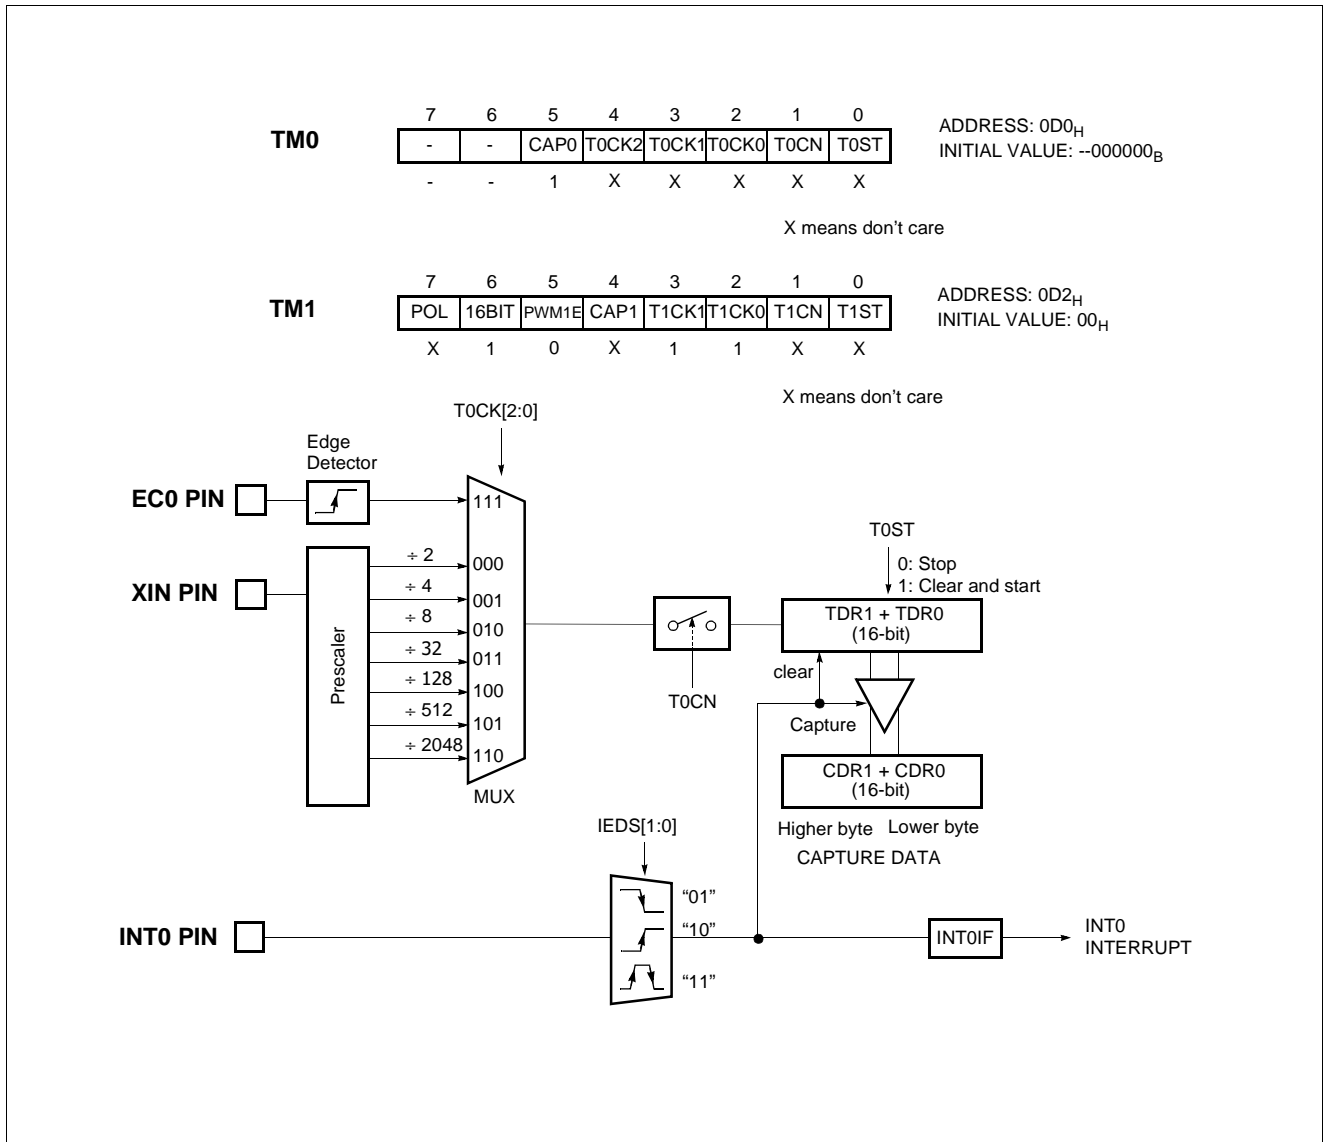 7 6 5 4 3 2 1 0
TM0
- - CAP0 T0CK2 T0CK1 T0CK0 T0CN T0ST
- - 1 X X X X X
ADDRESS: 0D0H
INITIAL VALUE: --000000B
X means don't care
7 6 5 4 3 2 1 0
TM1
POL 16BIT PWM1E CAP1 T1CK1 T1CK0 T1CN T1ST
X 1 0 X 1 1 X X
ADDRESS: 0D2H
INITIAL VALUE: 00H
X means don't care
T0CK[2:0]
Edge
Detector
EC0 PIN
111
XIN PIN
Prescaler
÷ 2
000
÷ 4
001
÷ 8
010
÷ 32
011
÷ 128
100
÷ 512
101
÷ 2048
110
MUX
T0CN
T0ST
0: Stop
1: Clear and start
TDR1 + TDR0
(16-bit)
clear
Capture
CDR1 + CDR0
(16-bit)
Higher byte Lower byte
CAPTURE DATA
IEDS[1:0]
“01”
INT0 PIN
“10”
“11”
INT0IF
INT0
INTERRUPT